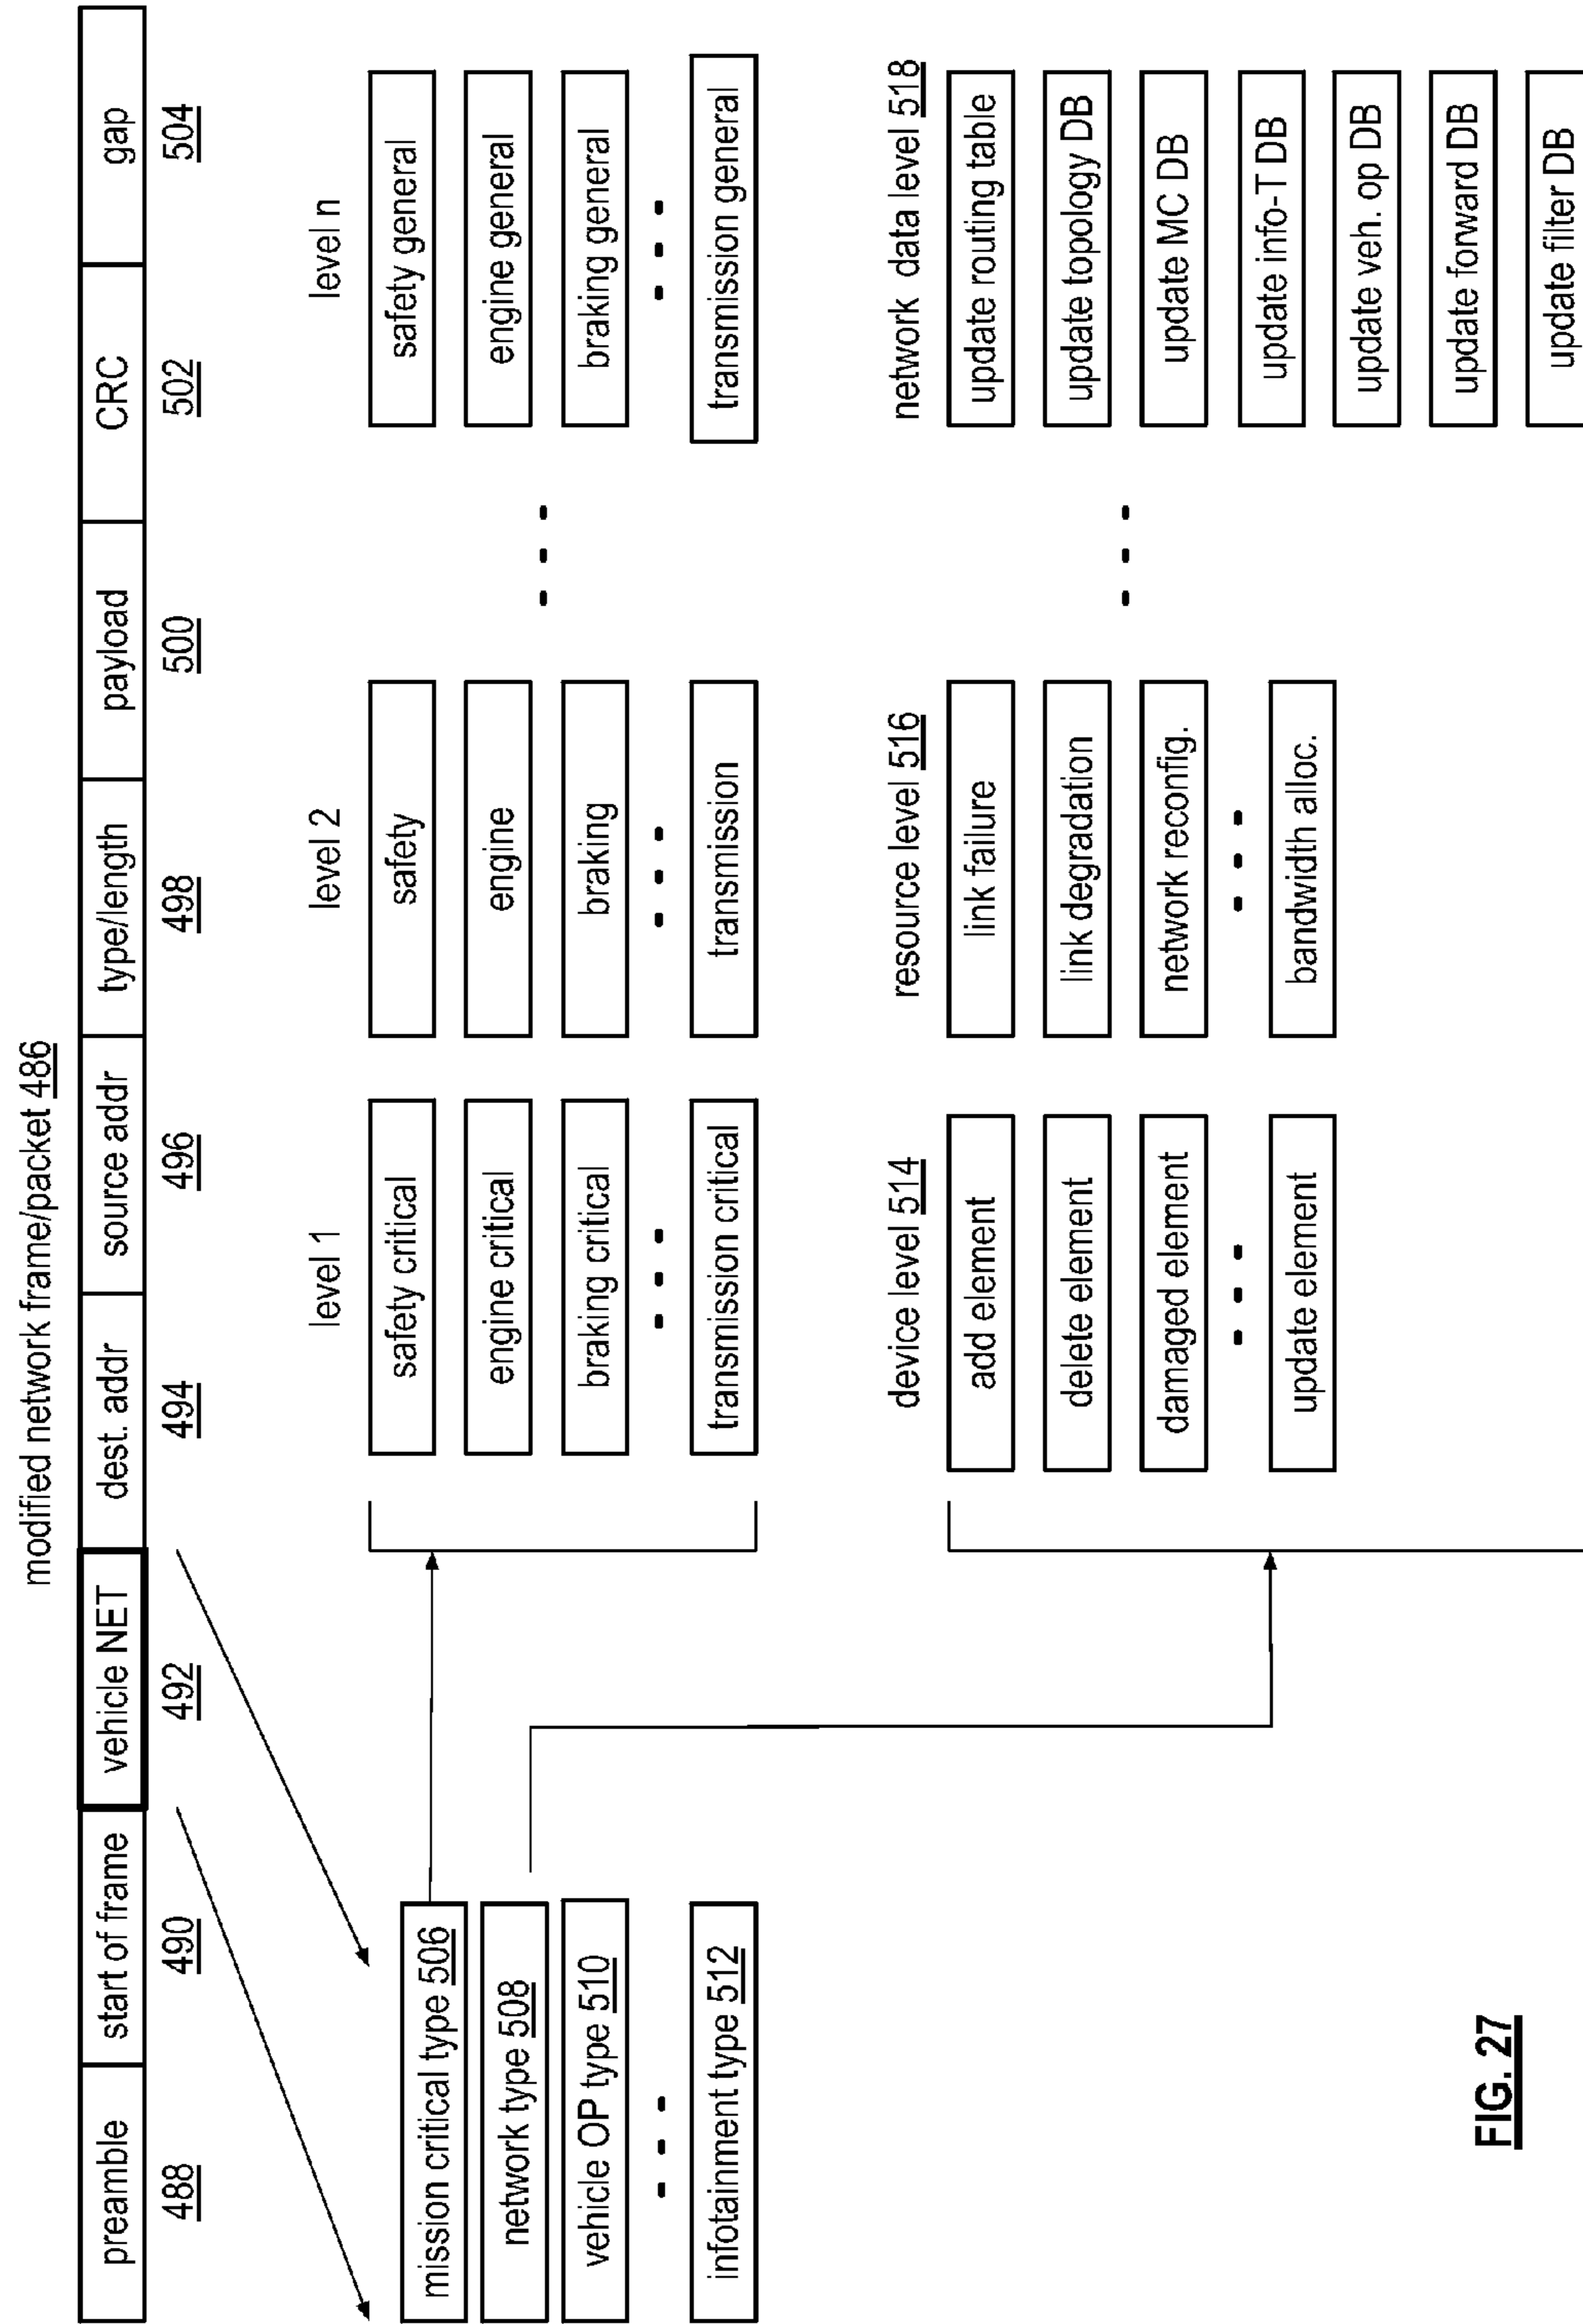 modified network frame/packet 486
preamble start of frame vehicle NET dest. addr source addr type/length payload CRC gap
488 490 492 494 496 498 500 502 504
level 1 level 2 level n
mission critical type 506
network type 508
vehicle OP type 510
infotainment type 512
safety critical safety safety general
engine critical engine engine general
braking critical braking braking general
transmission critical transmission transmission general
device level 514 resource level 516 network data level 518
add element link failure update routing table
delete element link degradation update topology DB
damaged element network reconfig. update MC DB
update info-T DB
update element bandwidth alloc.
update veh. op DB
update forward DB
update filter DB
FIG. 27